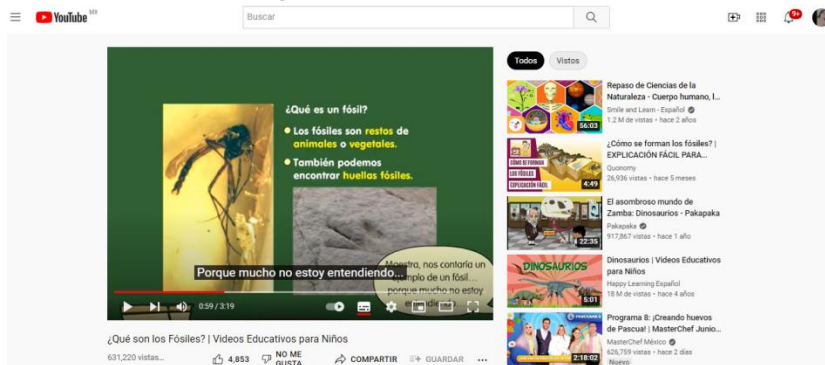 YouTube MX
Buscar
9+
¿Qué es un fósil?
Los fósiles son restos de
animales o vegetales.
También podemos
encontrar huellas fósiles.
Porque mucho no estoy entendiendo...
Maestra, nos contaría un
ejemplo de un fósil...
porque mucho no estoy
0:59 / 3:19
¿Qué son los Fósiles? | Videos Educativos para Niños
631,220 vistas...
4,853
NO ME
GUSTA
COMPARTIR
GUARDAR
Todos
Vistos
56:03
Repaso de Ciencias de la
Naturaleza - Cuerpo humano, l...
Smile and Learn - Español
1.2 M de vistas • hace 2 años
CÓMO SE FORMAN
LOS FÓSILES
EXPLICACIÓN FÁCIL
4:49
¿Cómo se forman los fósiles? |
EXPLICACIÓN FÁCIL PARA...
Quonomy
26,936 vistas • hace 5 meses
22:35
El asombroso mundo de
Zamba: Dinosaurios - Pakapaka
Pakapaka
917,867 vistas • hace 1 año
DINOSAURIOS
5:01
Dinosaurios | Videos Educativos
para Niños
Happy Learning Español
18 M de vistas • hace 4 años
2:18:02
Programa 8: ¡Creando huevos
de Pascua! | MasterChef Junio...
MasterChef México
626,759 vistas • hace 2 días
Nuevo